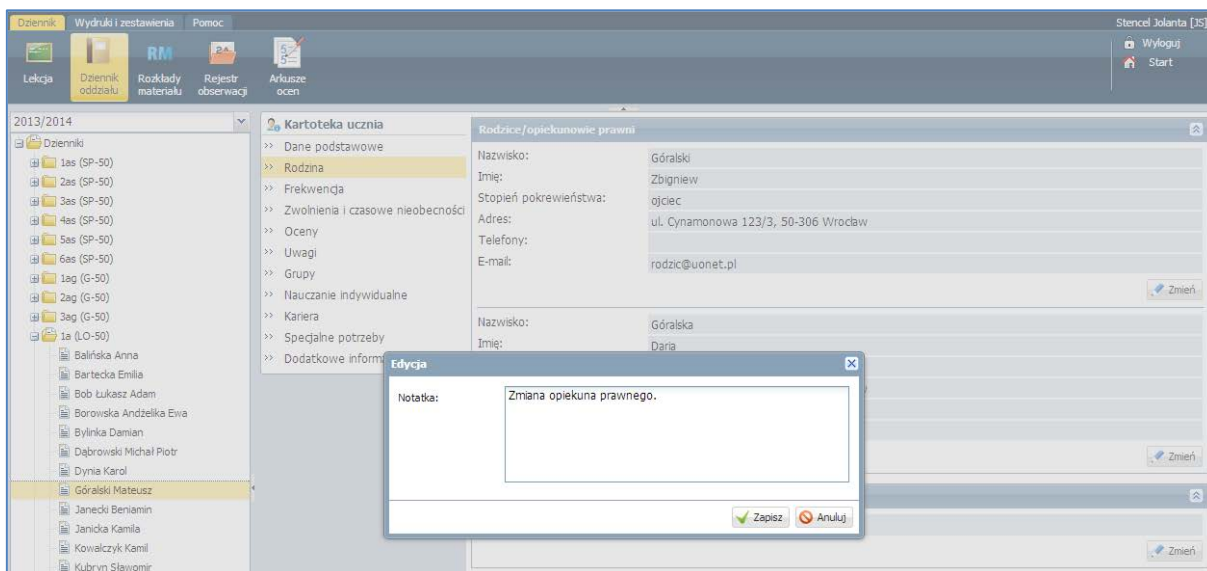 Dziennik Wydruki i zestawienia Pomoc Stencel Jolanta [JS]
Wyloguj
Start
Lekcja Dziennik oddziału RM Rozkłady materiału Rejestr obserwacji Arkusze ocen
2013/2014
Dzienniki
1as (SP-50)
2as (SP-50)
3as (SP-50)
4as (SP-50)
5as (SP-50)
6as (SP-50)
1ag (G-50)
2ag (G-50)
3ag (G-50)
1a (LO-50)
Balińska Anna
Bartecka Emilia
Bob Łukasz Adam
Borowska Andżelika Ewa
Bylinka Damian
Dąbrowski Michał Piotr
Dynia Karol
Góralski Mateusz
Janecki Beniamin
Janicka Kamila
Kowalczyk Kamil
Kubryn Sławomir
Kartoteka ucznia
Dane podstawowe
Rodzina
Frekwencja
Zwolnienia i czasowe nieobecności
Oceny
Uwagi
Grupy
Nauczanie indywidualne
Kariera
Specjalne potrzeby
Dodatkowe inform
Rodzice/opiekunowie prawni
Nazwisko: Góralski
Imię: Zbigniew
Stopień pokrewieństwa: ojciec
Adres: ul. Cynamonowa 123/3, 50-306 Wrocław
Telefony:
E-mail: rodzic@uonet.pl
Zmień
Nazwisko: Góralska
Imię: Daria
Zmień
Zmień
Edycja
Notatka: Zmiana opiekuna prawnego.
Zapisz Anuluj